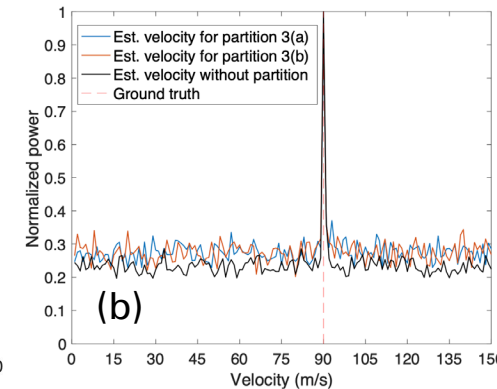 1
0.9
0.8
0.7
0.6
0.5
0.4
0.3
0.2
0.1
0
Normalized power
Est. velocity for partition 3(a)
Est. velocity for partition 3(b)
Est. velocity without partition
Ground truth
(b)
0 15 30 45 60 75 90 105 120 135 150
Velocity (m/s)
0